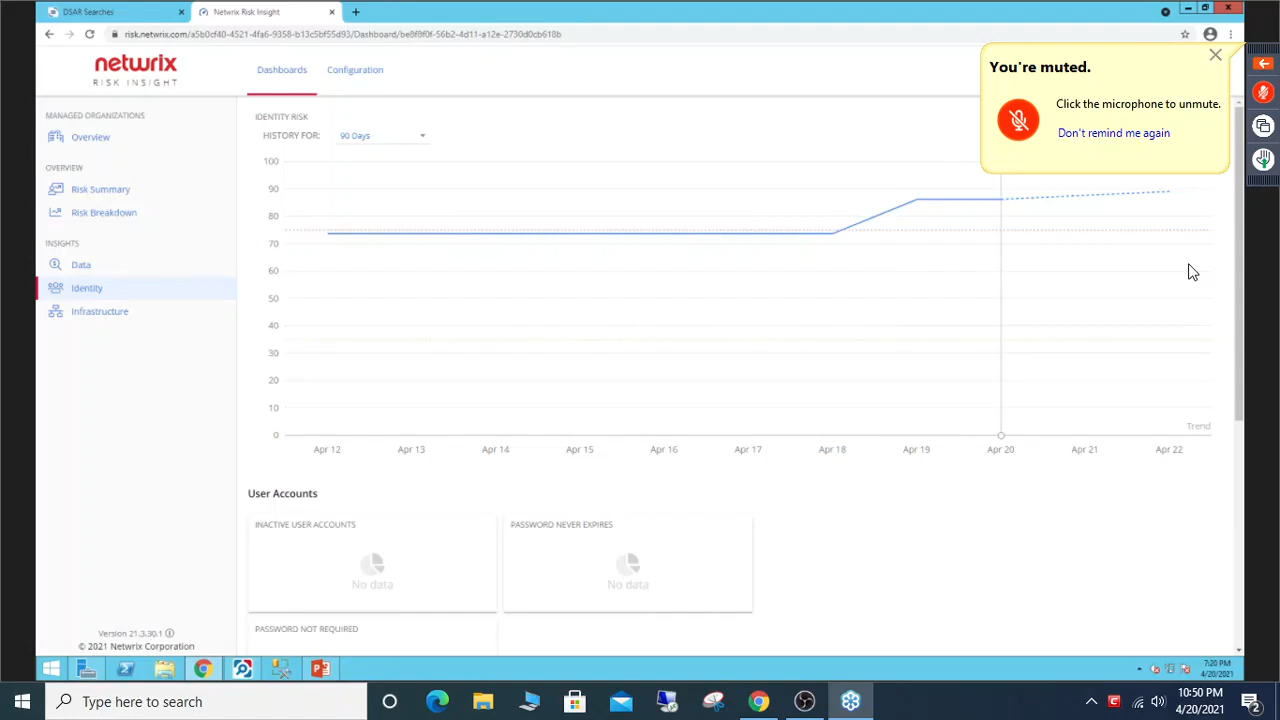 DSAR Searches
Netwrix Risk Insight
risk.netwrix.com/a5b0cf40-4521-4fa6-9358-b13c5bf55d93/Dashboard/be8f8f0f-56b2-4d11-a12e-2730d0cb618b
netwrix
RISK INSIGHT
Dashboards
Configuration
You're muted.
Click the microphone to unmute.
Don't remind me again
MANAGED ORGANIZATIONS
Overview
OVERVIEW
Risk Summary
Risk Breakdown
INSIGHTS
Data
Identity
Infrastructure
Version 21.3.30.1
© 2021 Netwrix Corporation
IDENTITY RISK
HISTORY FOR: 90 Days
100
90
80
70
60
50
40
30
20
10
0
Trend
Apr 12 Apr 13 Apr 14 Apr 15 Apr 16 Apr 17 Apr 18 Apr 19 Apr 20 Apr 21 Apr 22
User Accounts
INACTIVE USER ACCOUNTS
No data
PASSWORD NEVER EXPIRES
No data
PASSWORD NOT REQUIRED
7:20 PM
4/20/2021
Type here to search
10:50 PM
4/20/2021
2